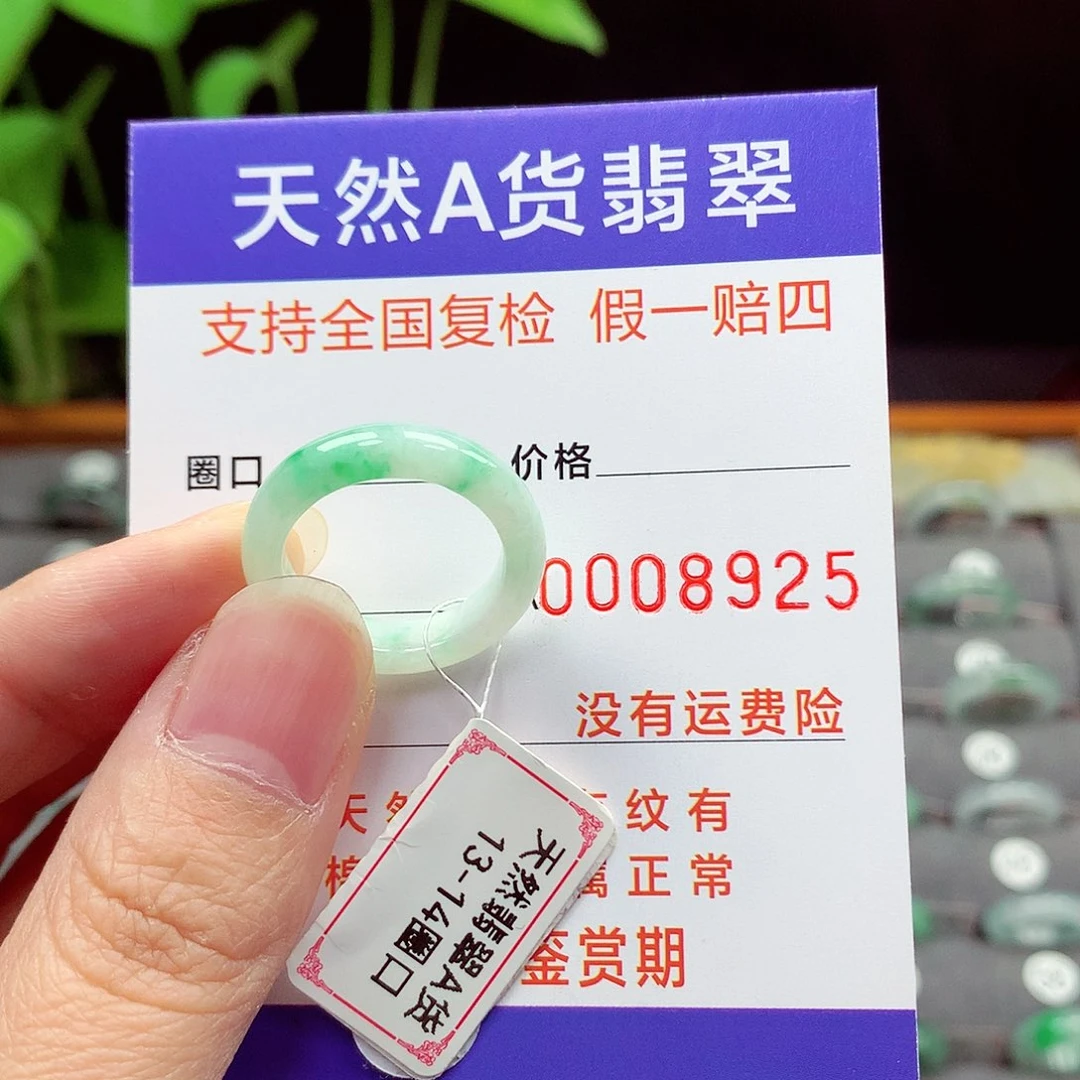 天然A货翡翠
支持全国复检 假一赔四
圈口
价格
0008925
没有运费险
天
纹有
正常
鉴赏期
天然翡翠A货
13-14圈口